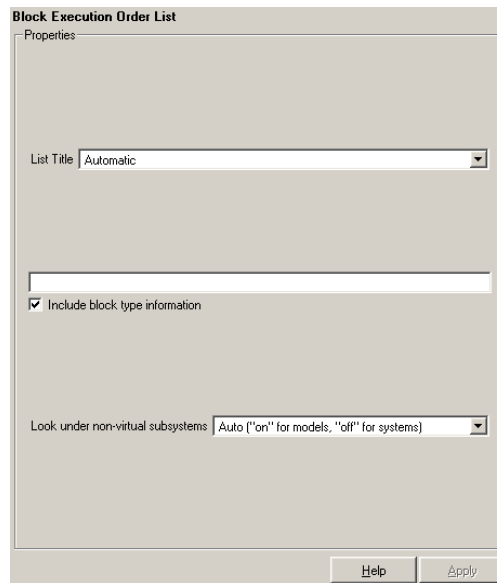 Block Execution Order List
Properties
List Title Automatic
Include block type information
Look under non-virtual subsystems Auto ("on" for models, "off" for systems)
Help Apply